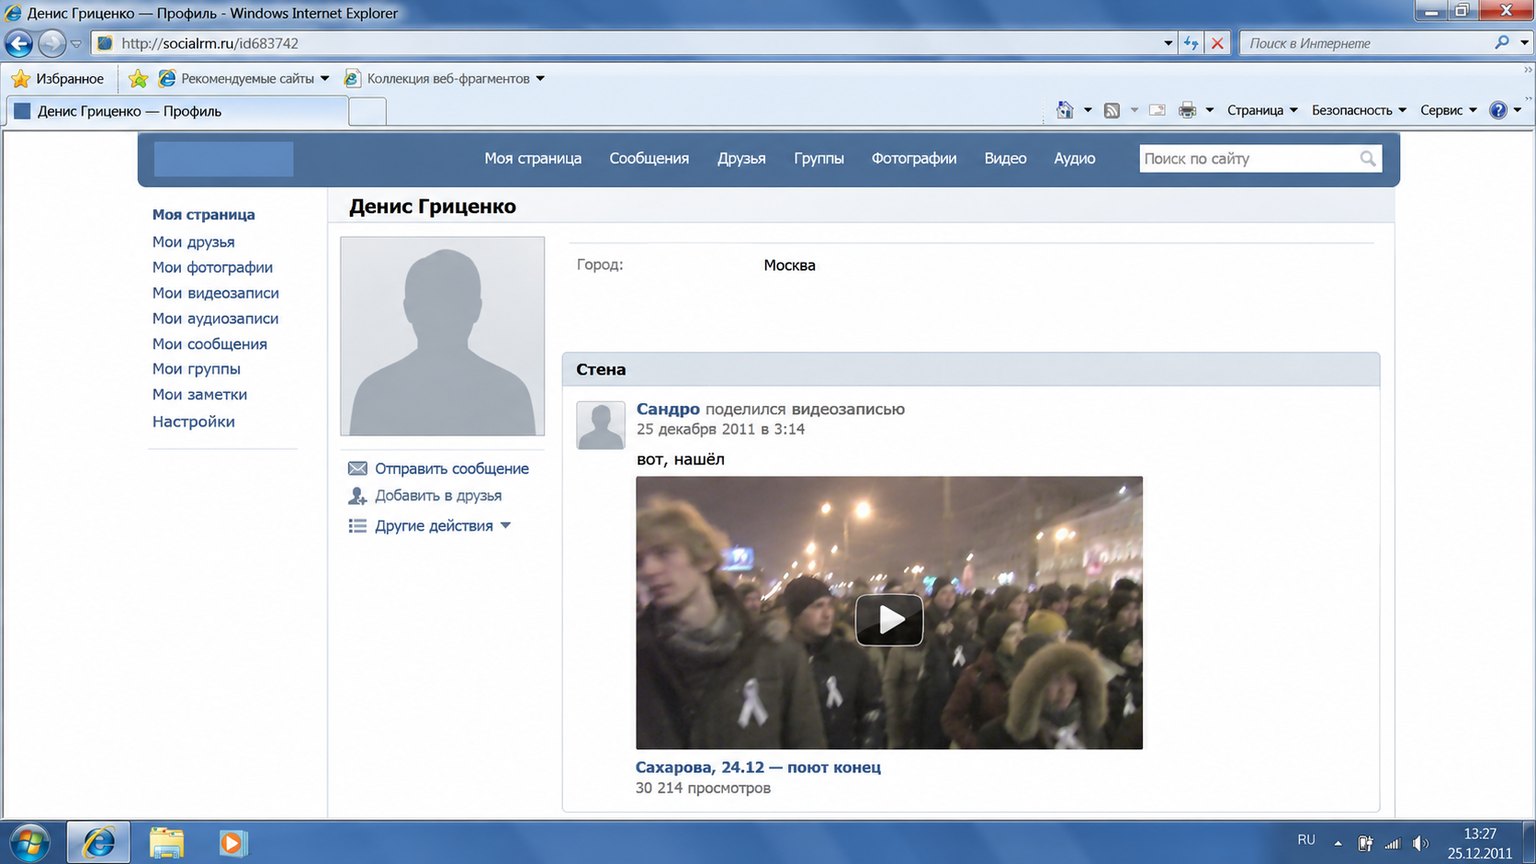 Денис Гриценко — Профиль - Windows Internet Explorer
http://socialrm.ru/id683742
Поиск в Интернете
Избранное
Рекомендуемые сайты
Коллекция веб-фрагментов
Денис Гриценко — Профиль
Страница
Безопасность
Сервис
Моя страница
Сообщения
Друзья
Группы
Фотографии
Видео
Аудио
Поиск по сайту
Моя страница
Мои друзья
Мои фотографии
Мои видеозаписи
Мои аудиозаписи
Мои сообщения
Мои группы
Мои заметки
Настройки
Денис Гриценко
Отправить сообщение
Добавить в друзья
Другие действия
Город: Москва
Стена
Сандро поделился видеозаписью
25 декабрв 2011 в 3:14
вот, нашёл
Сахарова, 24.12 — поют конец
30 214 просмотров
RU
13:27
25.12.2011